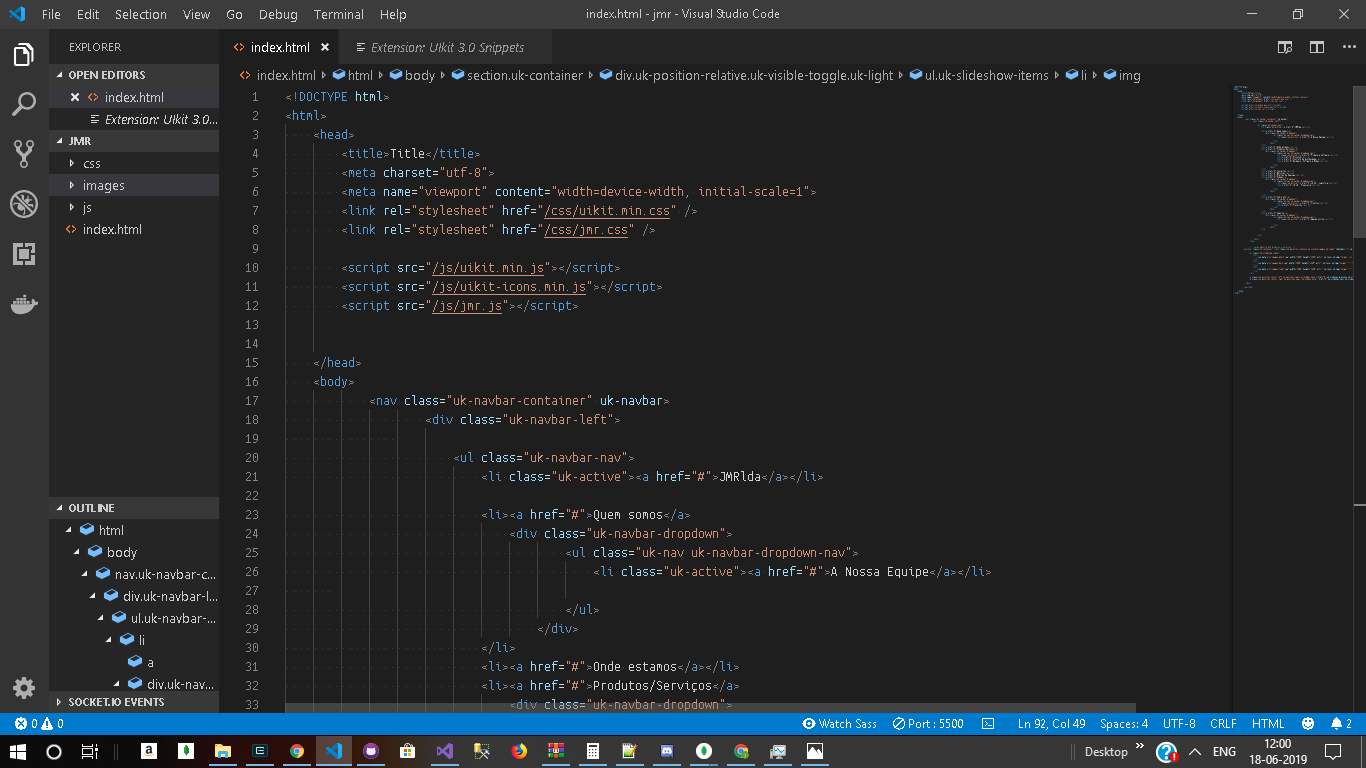 File Edit Selection View Go Debug Terminal Help index.html - jmr - Visual Studio Code
EXPLORER
OPEN EDITORS
index.html
Extension: UIkit 3.0...
JMR
css
images
js
index.html
OUTLINE
html
body
nav.uk-navbar-c...
div.uk-navbar-l...
ul.uk-navbar-...
li
a
div.uk-nav...
SOCKET.IO EVENTS
index.html Extension: UIkit 3.0 Snippets
index.html html body section.uk-container div.uk-position-relative.uk-visible-toggle.uk-light ul.uk-slideshow-items li img
1 <!DOCTYPE html>
2 <html>
3 <head>
4 <title>Title</title>
5 <meta charset="utf-8">
6 <meta name="viewport" content="width=device-width, initial-scale=1">
7 <link rel="stylesheet" href="/css/uikit.min.css" />
8 <link rel="stylesheet" href="/css/jmr.css" />
9
10 <script src="/js/uikit.min.js"></script>
11 <script src="/js/uikit-icons.min.js"></script>
12 <script src="/js/jmr.js"></script>
13
14
15 </head>
16 <body>
17 <nav class="uk-navbar-container" uk-navbar>
18 <div class="uk-navbar-left">
19
20 <ul class="uk-navbar-nav">
21 <li class="uk-active"><a href="#">JMRlda</a></li>
22
23 <li><a href="#">Quem somos</a>
24 <div class="uk-navbar-dropdown">
25 <ul class="uk-nav uk-navbar-dropdown-nav">
26 <li class="uk-active"><a href="#">A Nossa Equipe</a></li>
27
28 </ul>
29 </div>
30 </li>
31 <li><a href="#">Onde estamos</a></li>
32 <li><a href="#">Produtos/Serviços</a>
33 <div class="uk-navbar-dropdown">
0 0 Watch Sass Port : 5500 Ln 92, Col 49 Spaces: 4 UTF-8 CRLF HTML 2
Desktop ENG 12:00
18-06-2019